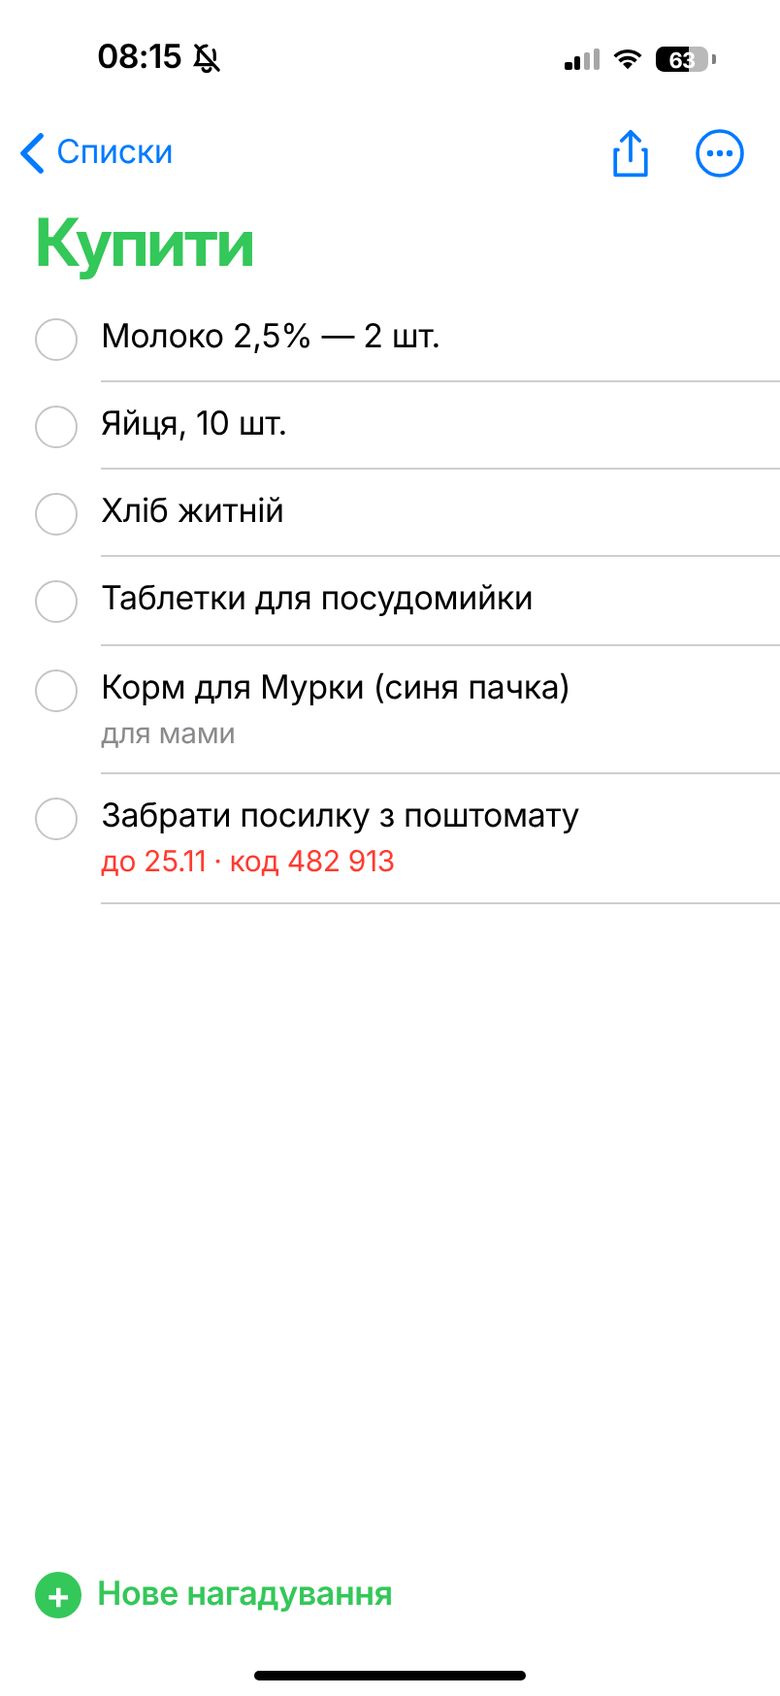 08:15
63
Списки
Купити
Молоко 2,5% — 2 шт.
Яйця, 10 шт.
Хліб житній
Таблетки для посудомийки
Корм для Мурки (синя пачка)
для мами
Забрати посилку з поштомату
до 25.11 · код 482 913
Нове нагадування